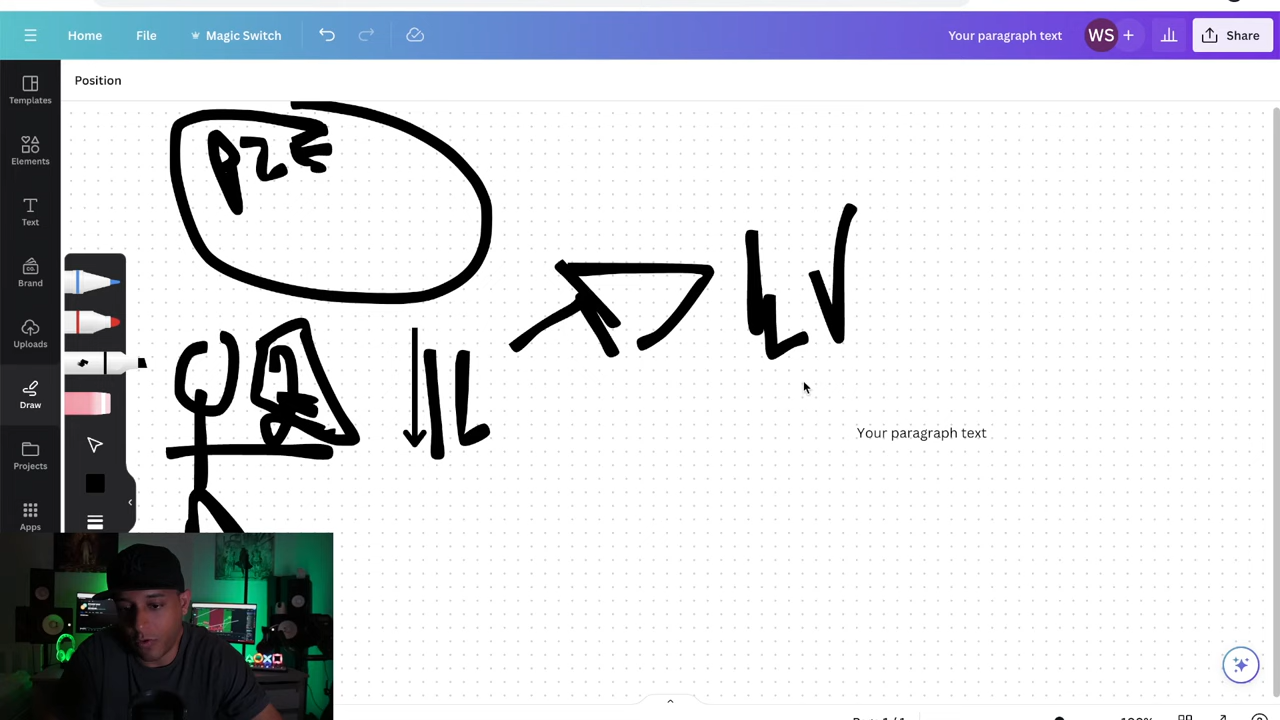 Home File Magic Switch Your paragraph text WS + Share
Position
Templates
Elements
Text
Brand
Uploads
Draw
Projects
Apps
Your paragraph text